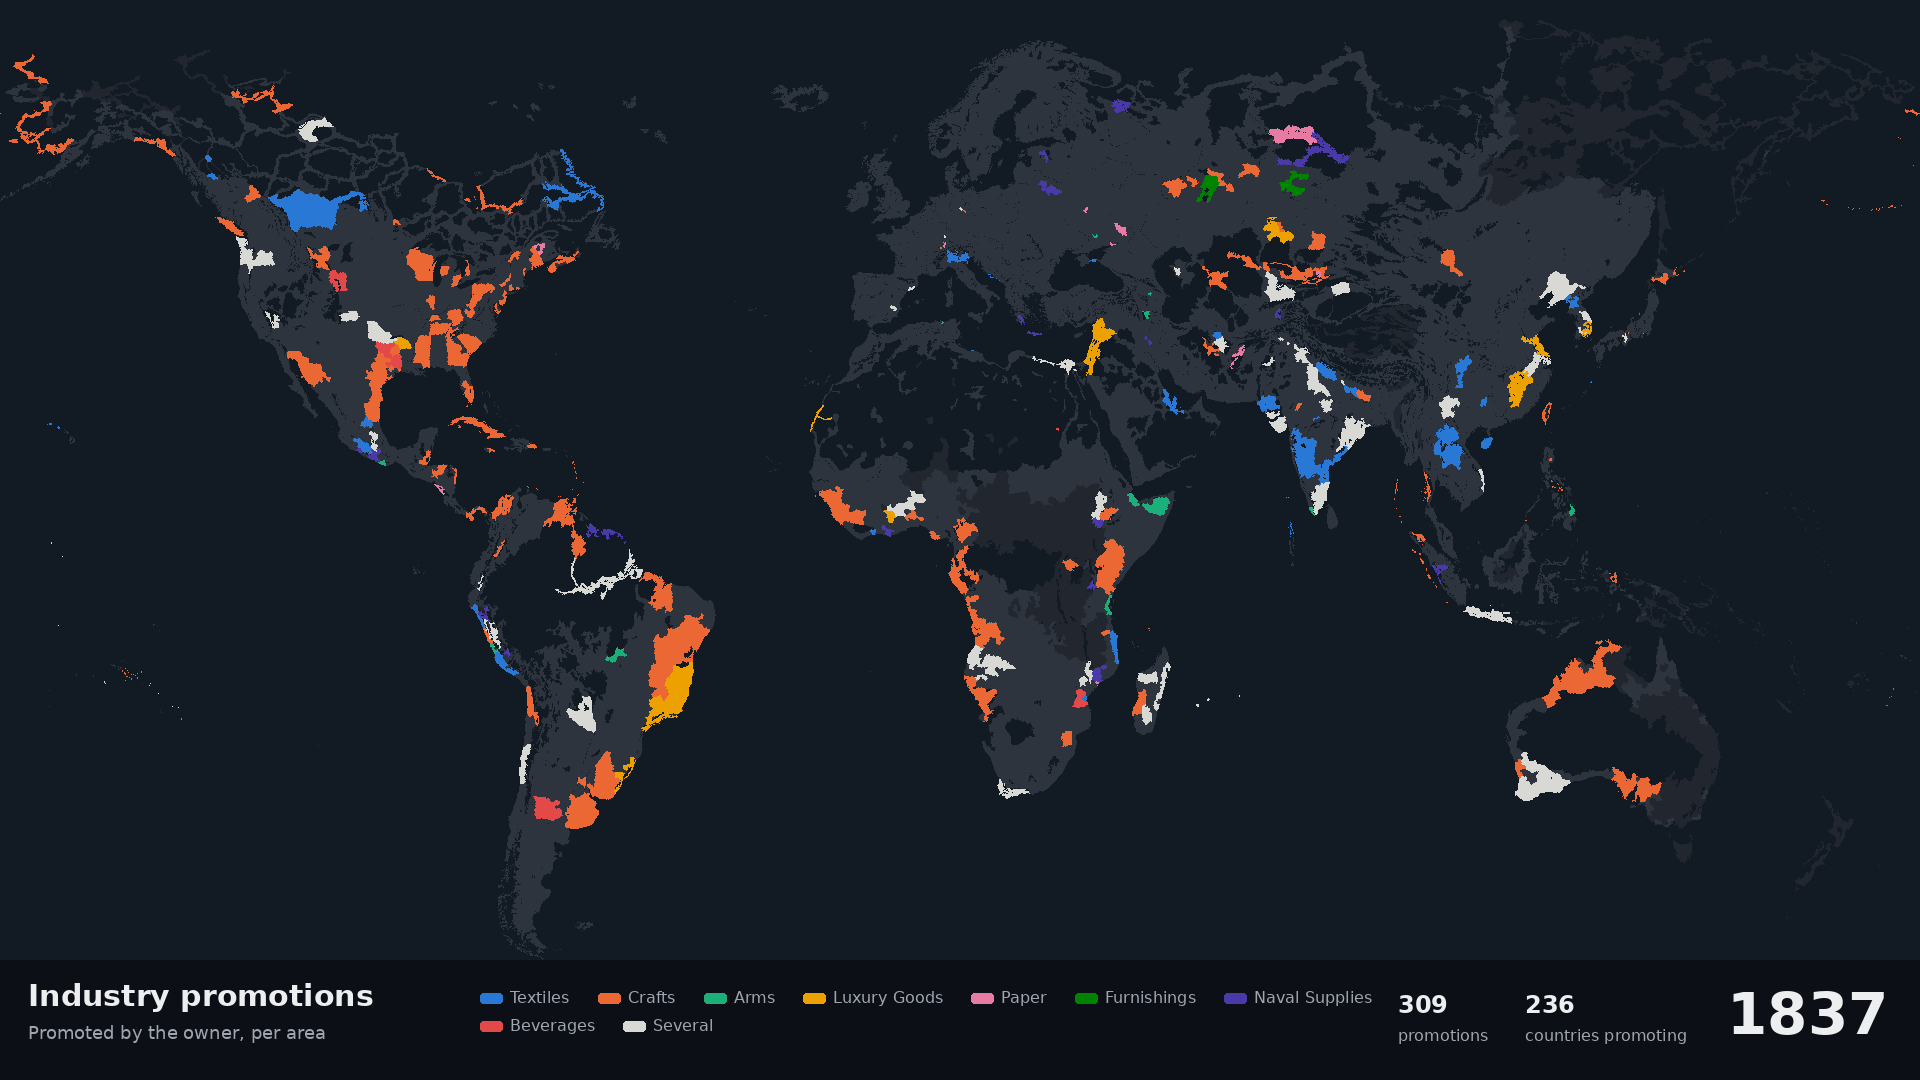 Industry promotions
Promoted by the owner, per area
Textiles Crafts Arms Luxury Goods Paper Furnishings Naval Supplies
Beverages Several
309
promotions
236
countries promoting
1837